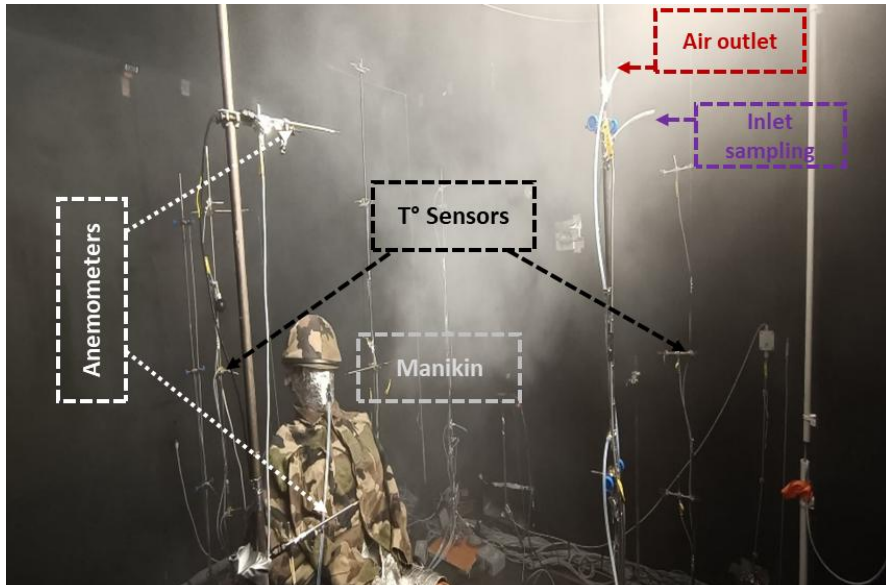 Air outlet
Inlet
sampling
T° Sensors
Anemometers
Manikin